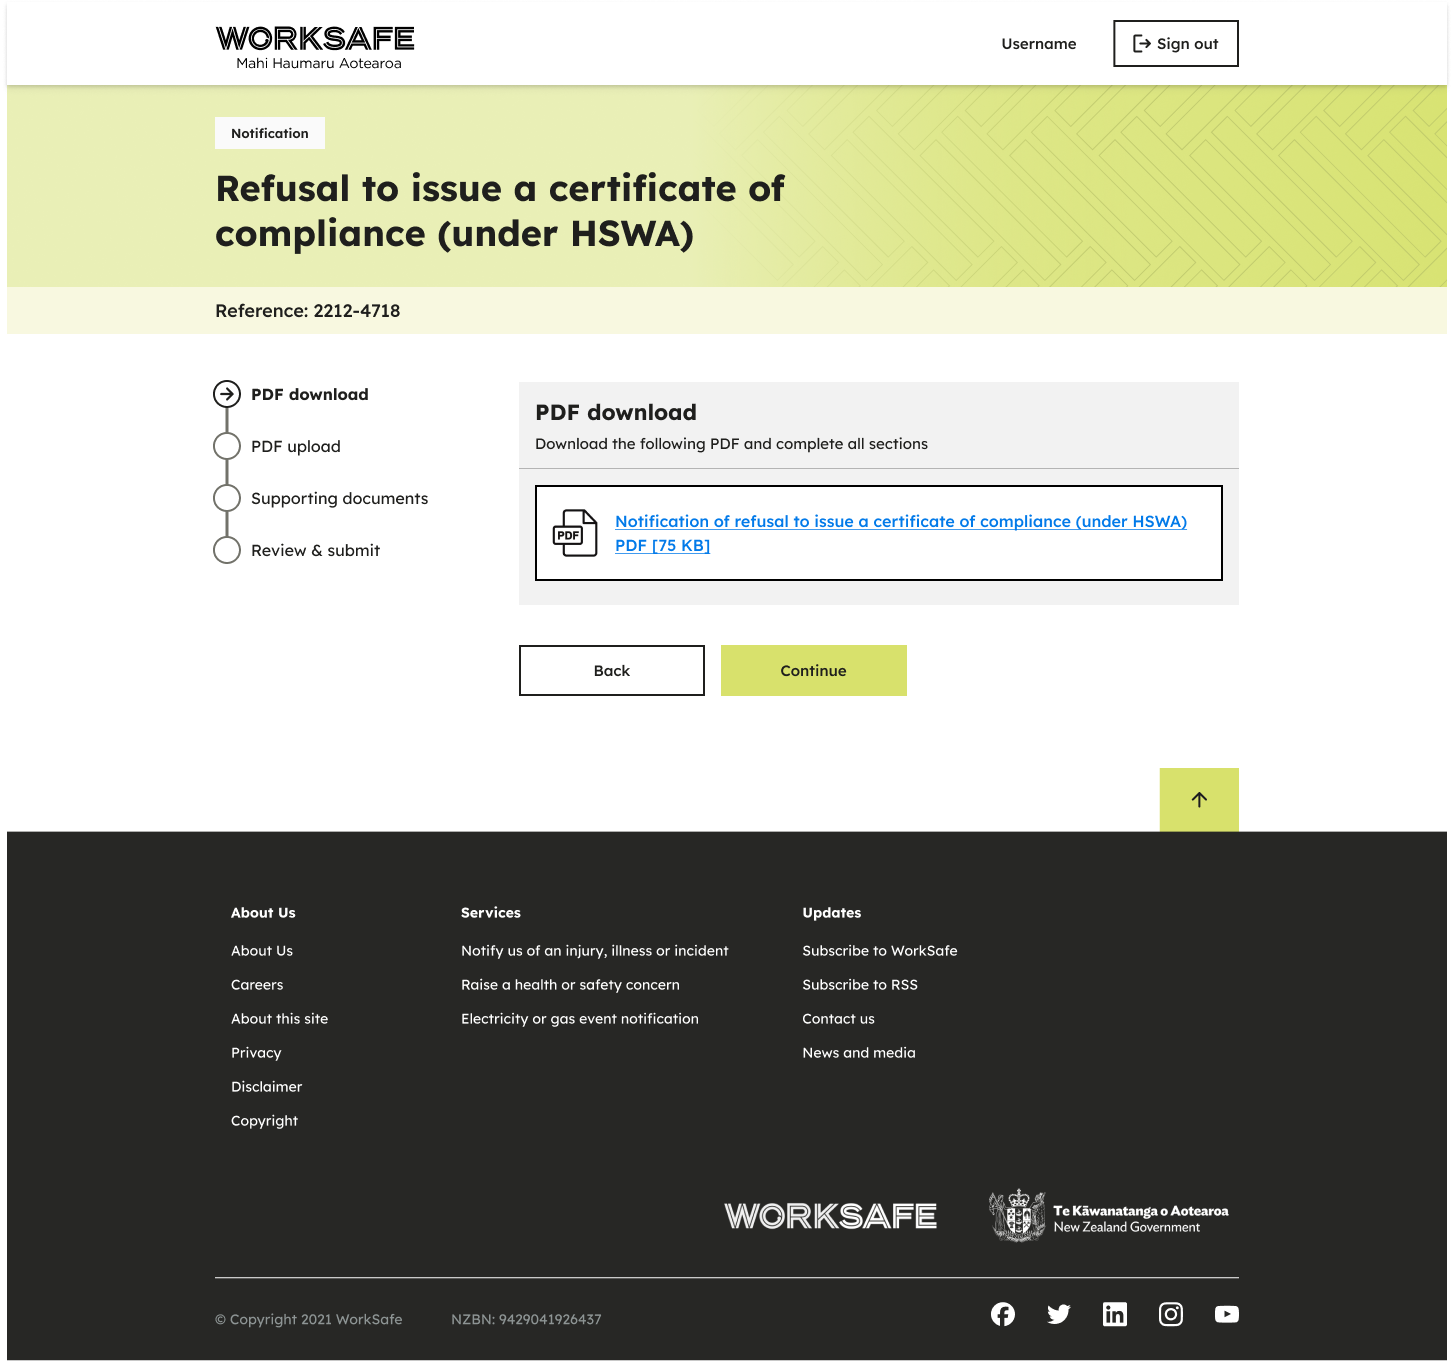 WORKSAFE
Mahi Haumaru Aotearoa
Username
Sign out
Notification
Refusal to issue a certificate of
compliance (under HSWA)
Reference: 2212-4718
PDF download
PDF upload
Supporting documents
Review & submit
PDF download
Download the following PDF and complete all sections
PDF
Notification of refusal to issue a certificate of compliance (under HSWA)
PDF [75 KB]
Back
Continue
About Us
About Us
Careers
About this site
Privacy
Disclaimer
Copyright
Services
Notify us of an injury, illness or incident
Raise a health or safety concern
Electricity or gas event notification
Updates
Subscribe to WorkSafe
Subscribe to RSS
Contact us
News and media
WORKSAFE
Te Kāwanatanga o Aotearoa
New Zealand Government
© Copyright 2021 WorkSafe
NZBN: 9429041926437